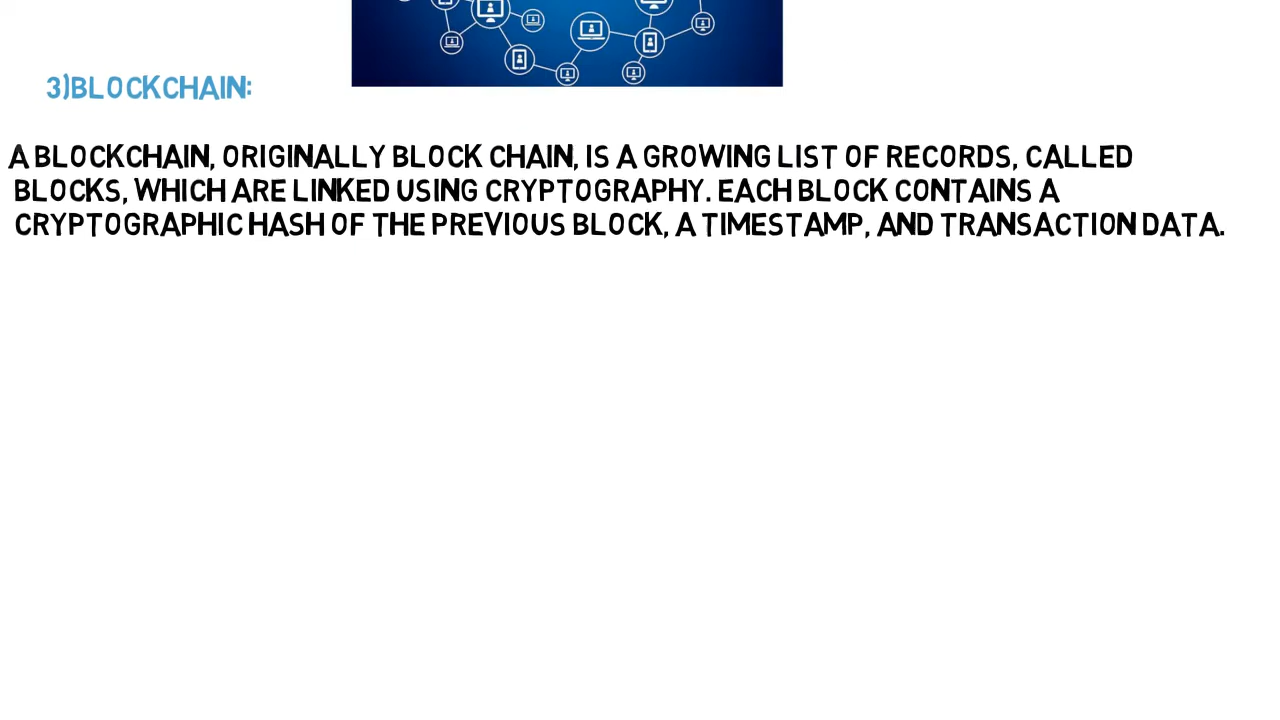 3)BLOCKCHAIN:
A BLOCKCHAIN, ORIGINALLY BLOCK CHAIN, IS A GROWING LIST OF RECORDS, CALLED
BLOCKS, WHICH ARE LINKED USING CRYPTOGRAPHY. EACH BLOCK CONTAINS A
CRYPTOGRAPHIC HASH OF THE PREVIOUS BLOCK, A TIMESTAMP, AND TRANSACTION DATA.